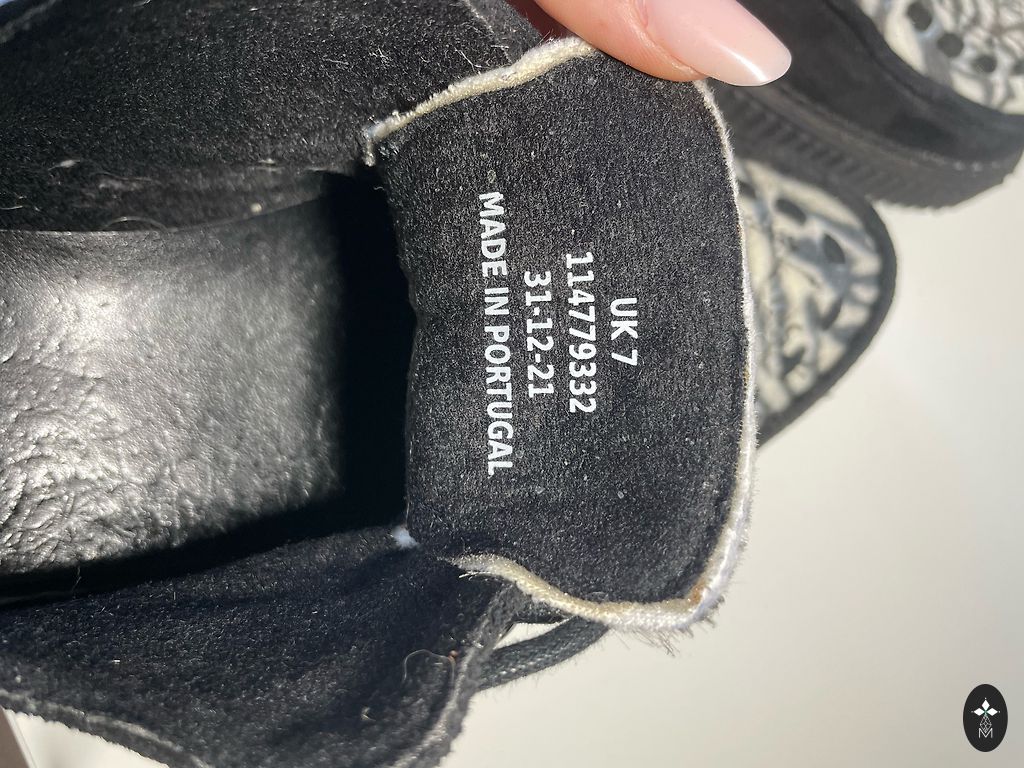 UK 7
114779332
31-12-21
MADE IN PORTUGAL
M